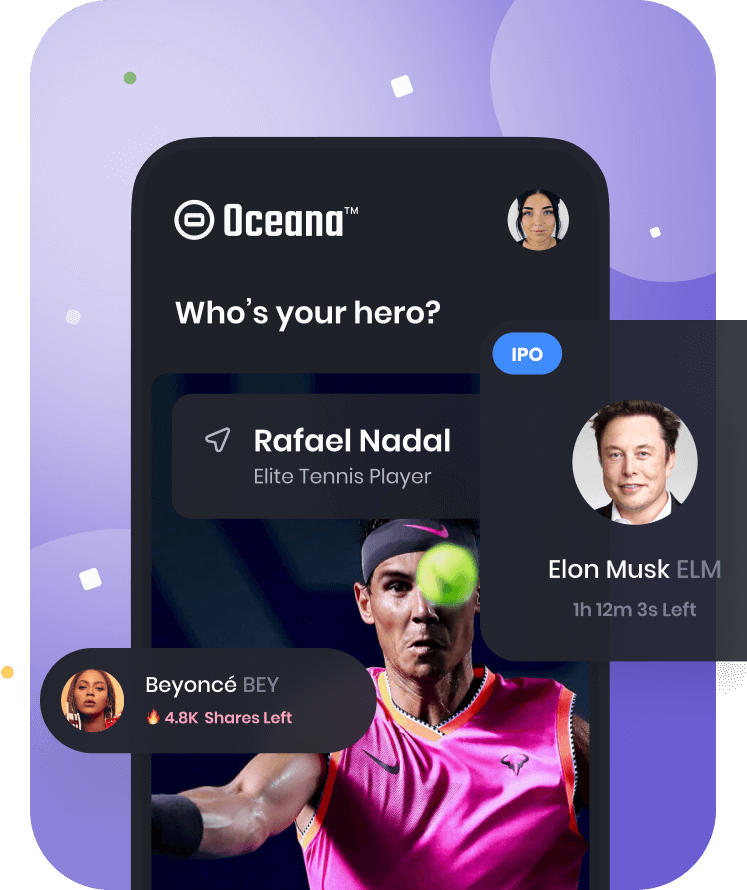 Oceana™
Who’s your hero?
IPO
Rafael Nadal
Elite Tennis Player
Elon Musk ELM
1h 12m 3s Left
Beyoncé BEY
🔥 4.8K Shares Left